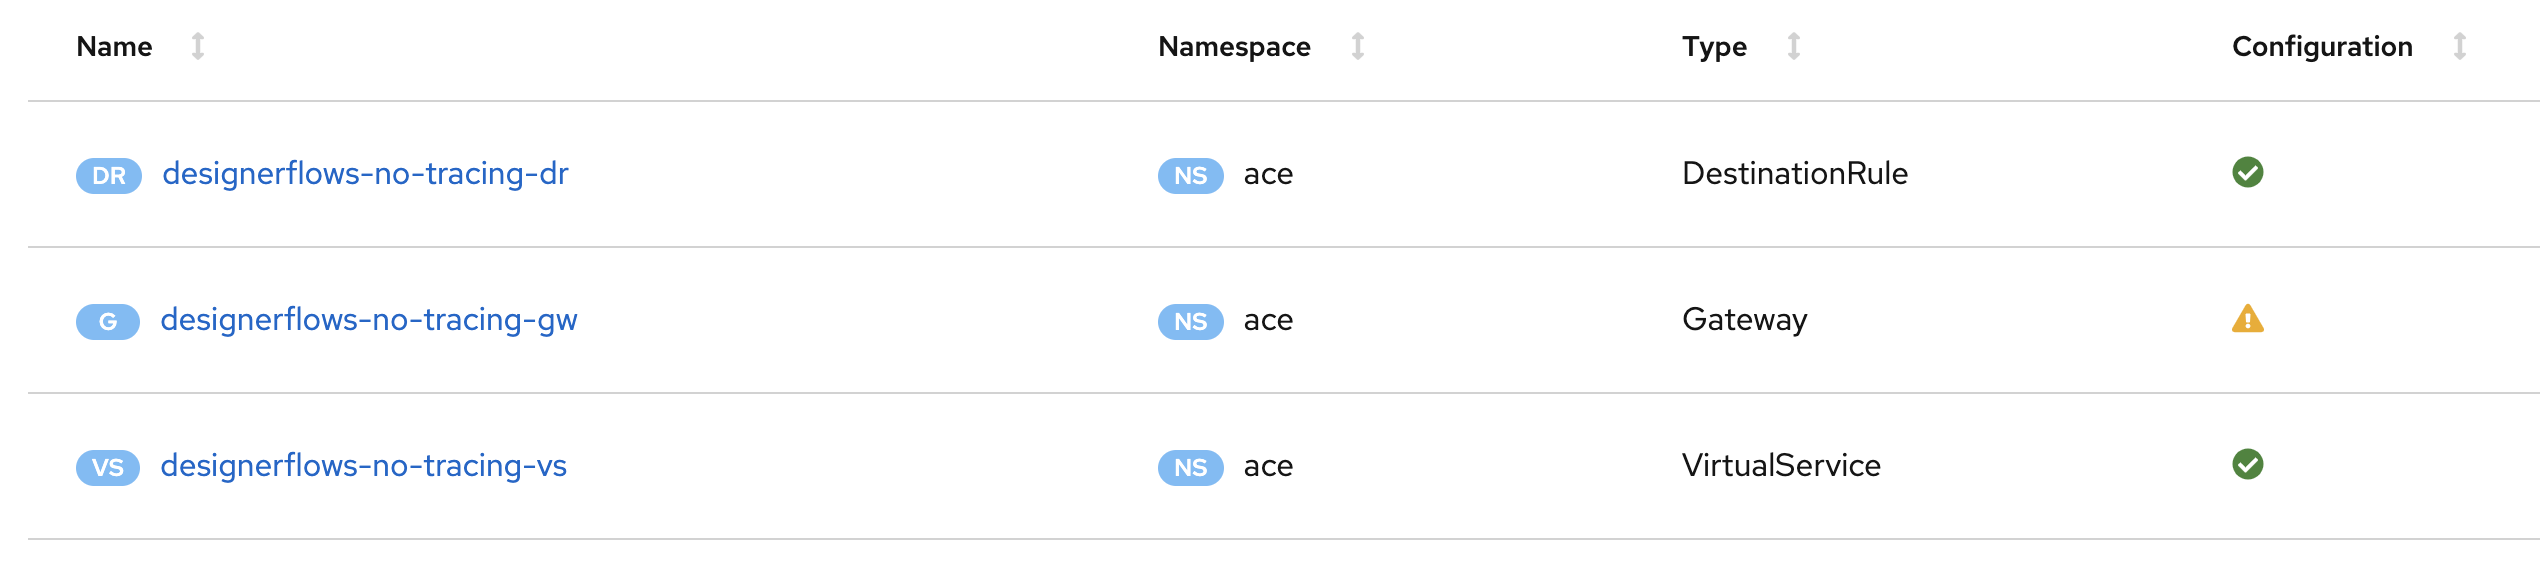 Name Namespace Type Configuration
DR designerflows-no-tracing-dr NS ace DestinationRule
G designerflows-no-tracing-gw NS ace Gateway
VS designerflows-no-tracing-vs NS ace VirtualService